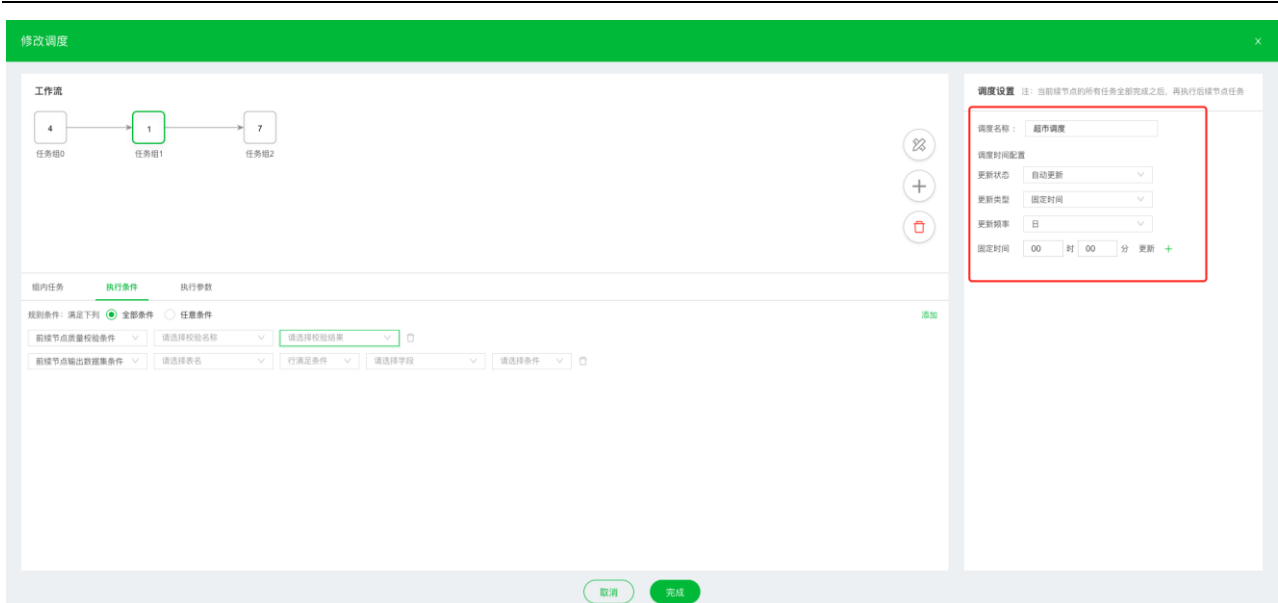 修改调度
工作流
4 1 7
任务组0 任务组1 任务组2
组内任务 执行条件 执行参数
规则条件: 满足下列 全部条件 任意条件 添加
前续节点质量校验条件 请选择校验名称 请选择校验结果
前续节点输出数据集条件 请选择表名 行满足条件 请选择字段 请选择条件
调度设置 注: 当前续节点的所有任务全部完成之后, 再执行后续节点任务
调度名称: 超市调度
调度时间配置
更新状态 自动更新
更新类型 固定时间
更新频率 日
固定时间 00 时 00 分 更新
取消 完成